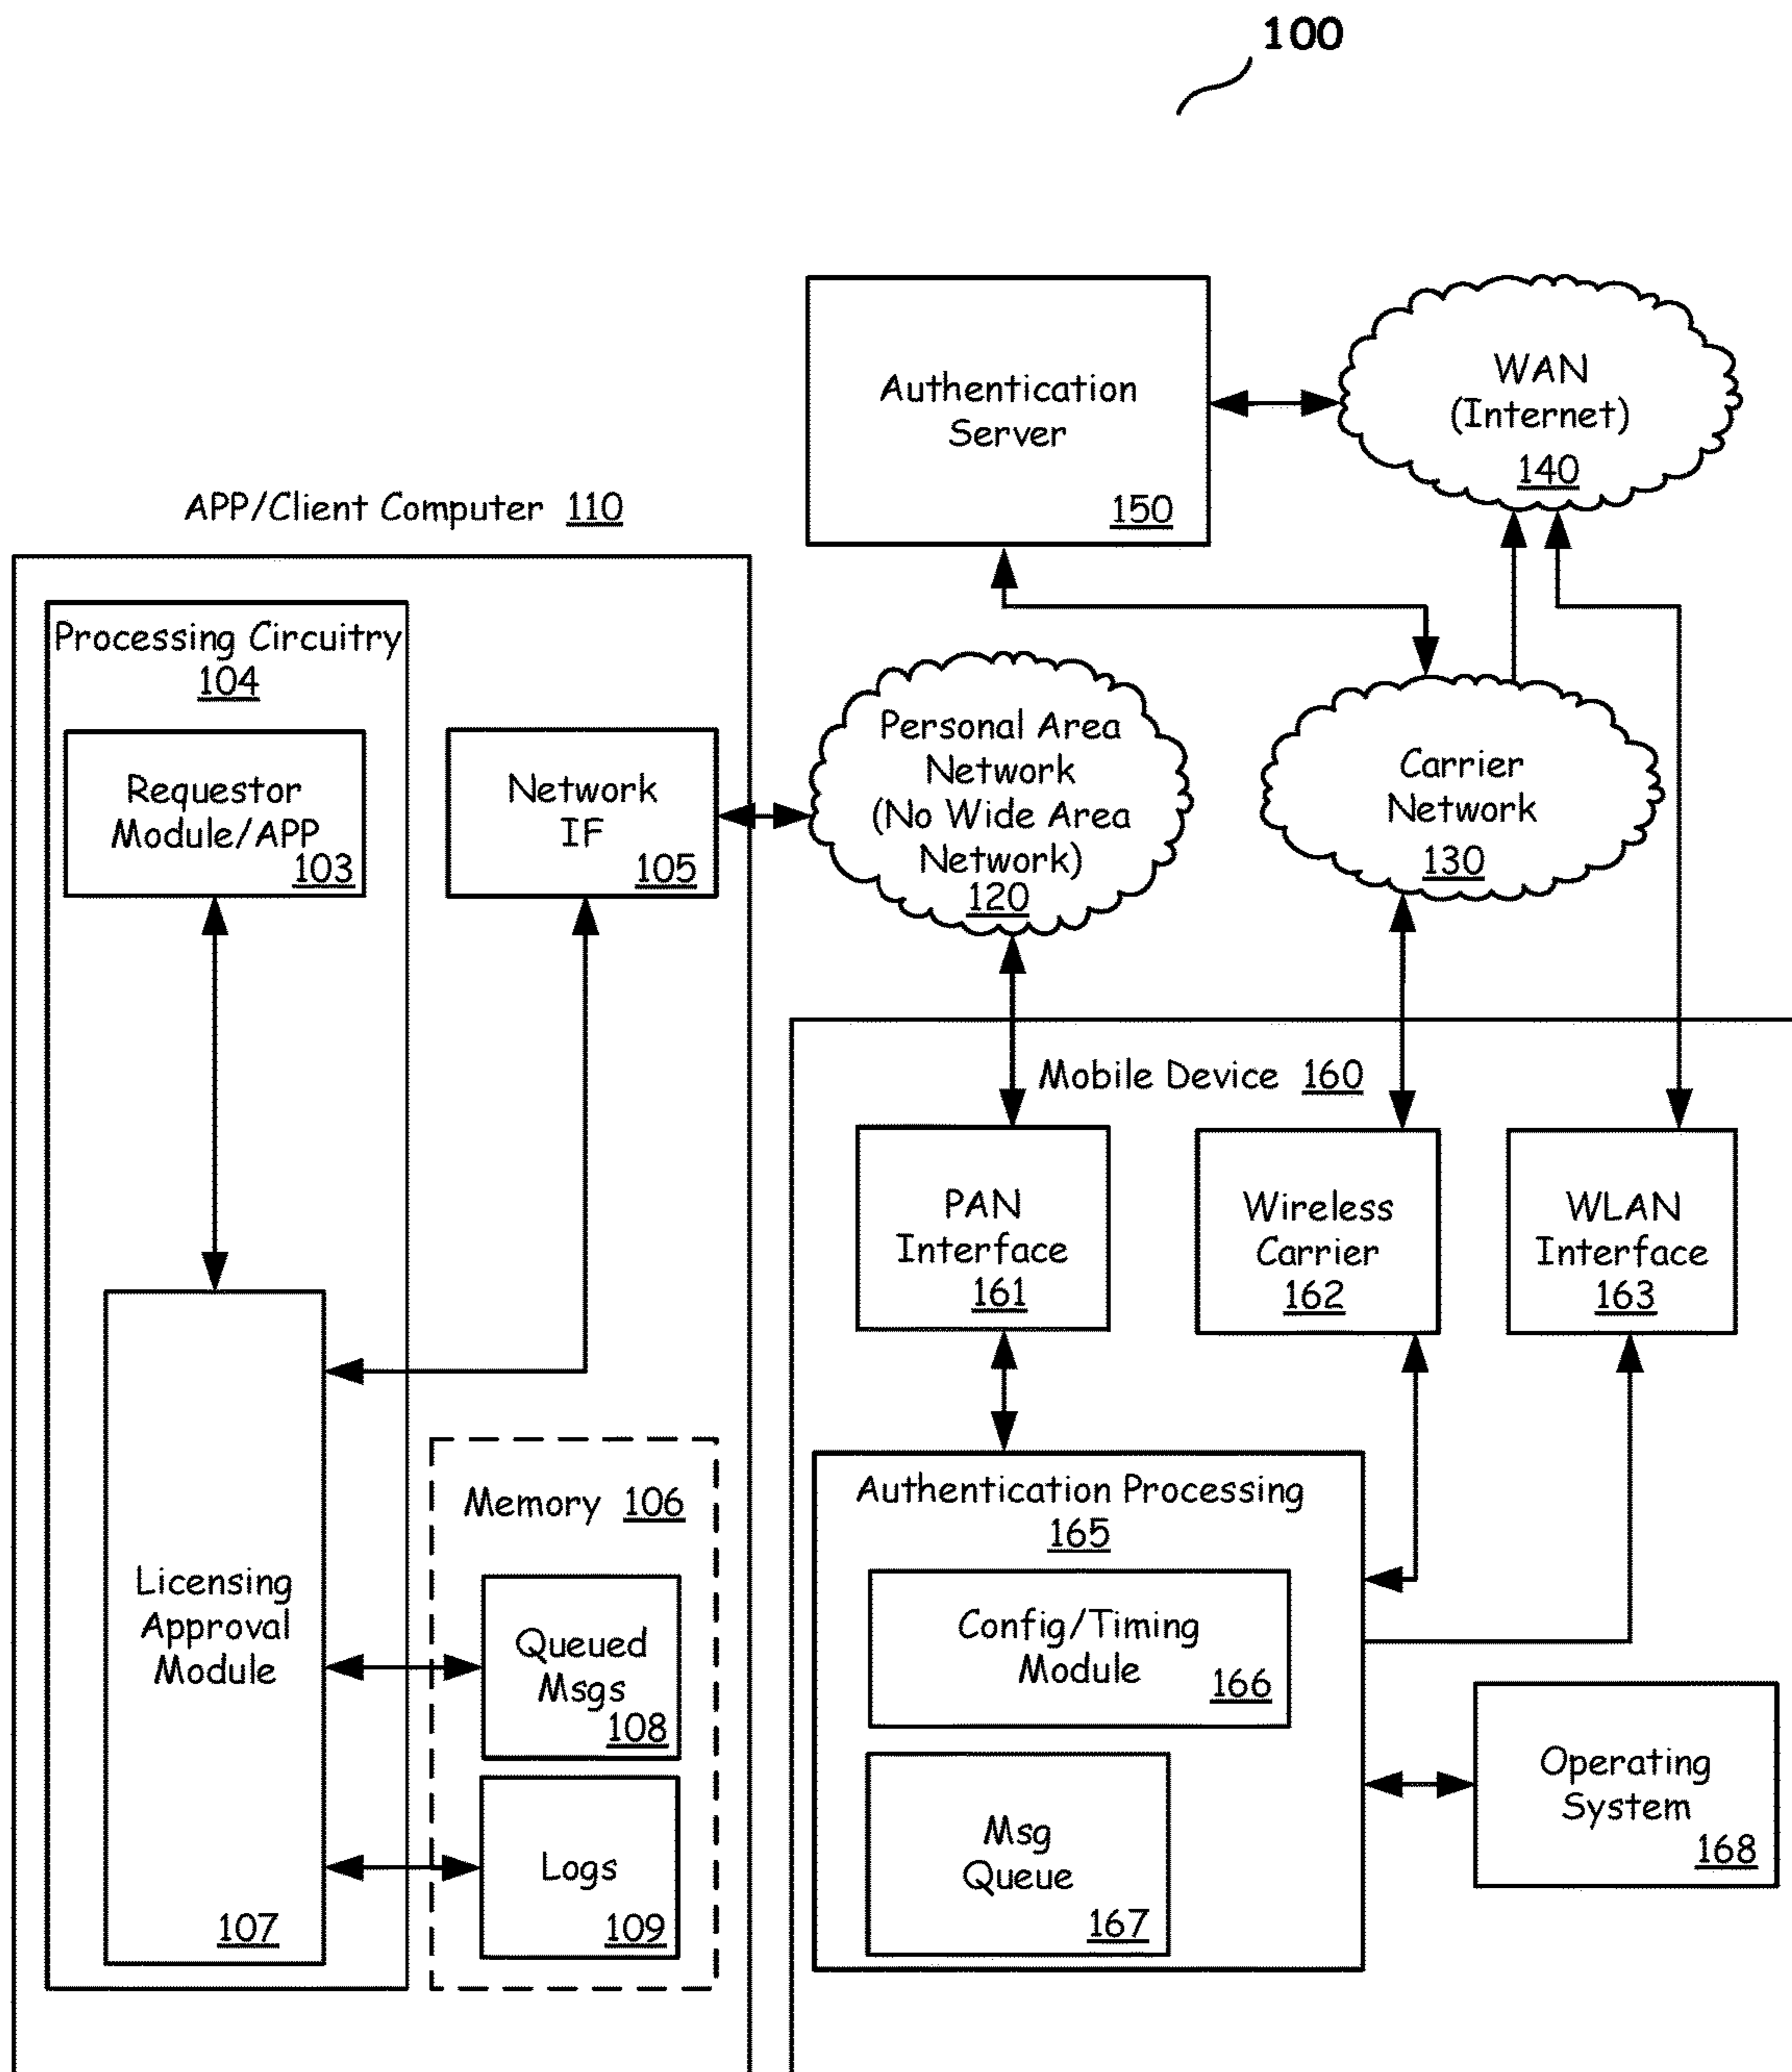 100
Authentication
Server
150
WAN
(Internet)
140
APP/Client Computer 110
Processing Circuitry
104
Requestor
Module/APP
103
Network
IF
105
Personal Area
Network
(No Wide Area
Network)
120
Carrier
Network
130
Mobile Device 160
PAN
Interface
161
Wireless
Carrier
162
WLAN
Interface
163
Licensing
Approval
Module
107
Memory 106
Queued
Msgs
108
Logs
109
Authentication Processing
165
Config/Timing
Module
166
Msg
Queue
167
Operating
System
168